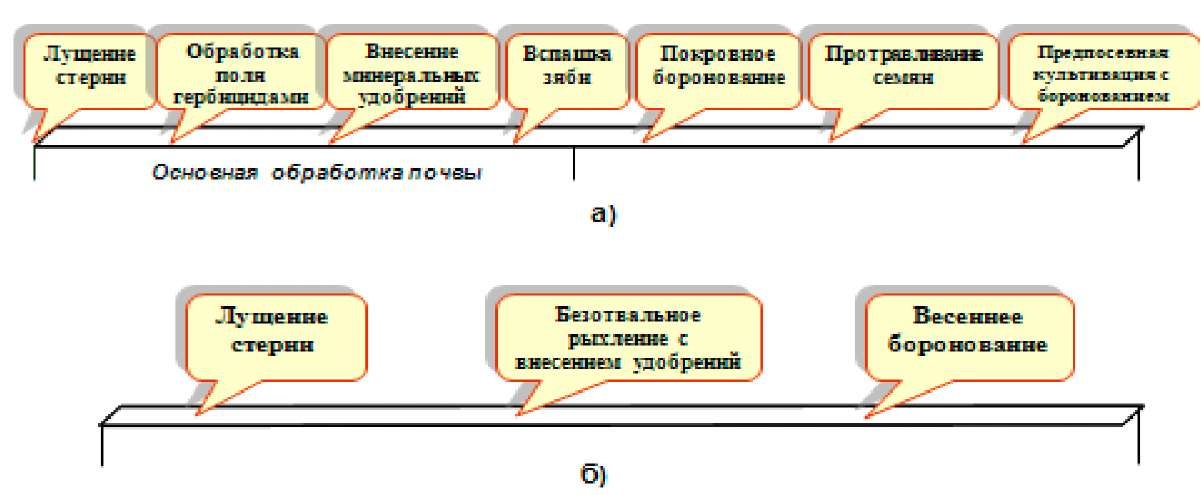 Лущение
стерни
Обработка
поля
гербицидами
Внесение
минеральных
удобрений
Вспашка
зяби
Покровное
боронование
Протравливание
семян
Предпосевная
культивация с
боронованием
Основная обработка почвы
а)
Лущение
стерни
Безотвальное
рыхление с
внесением удобрений
Весеннее
боронование
б)